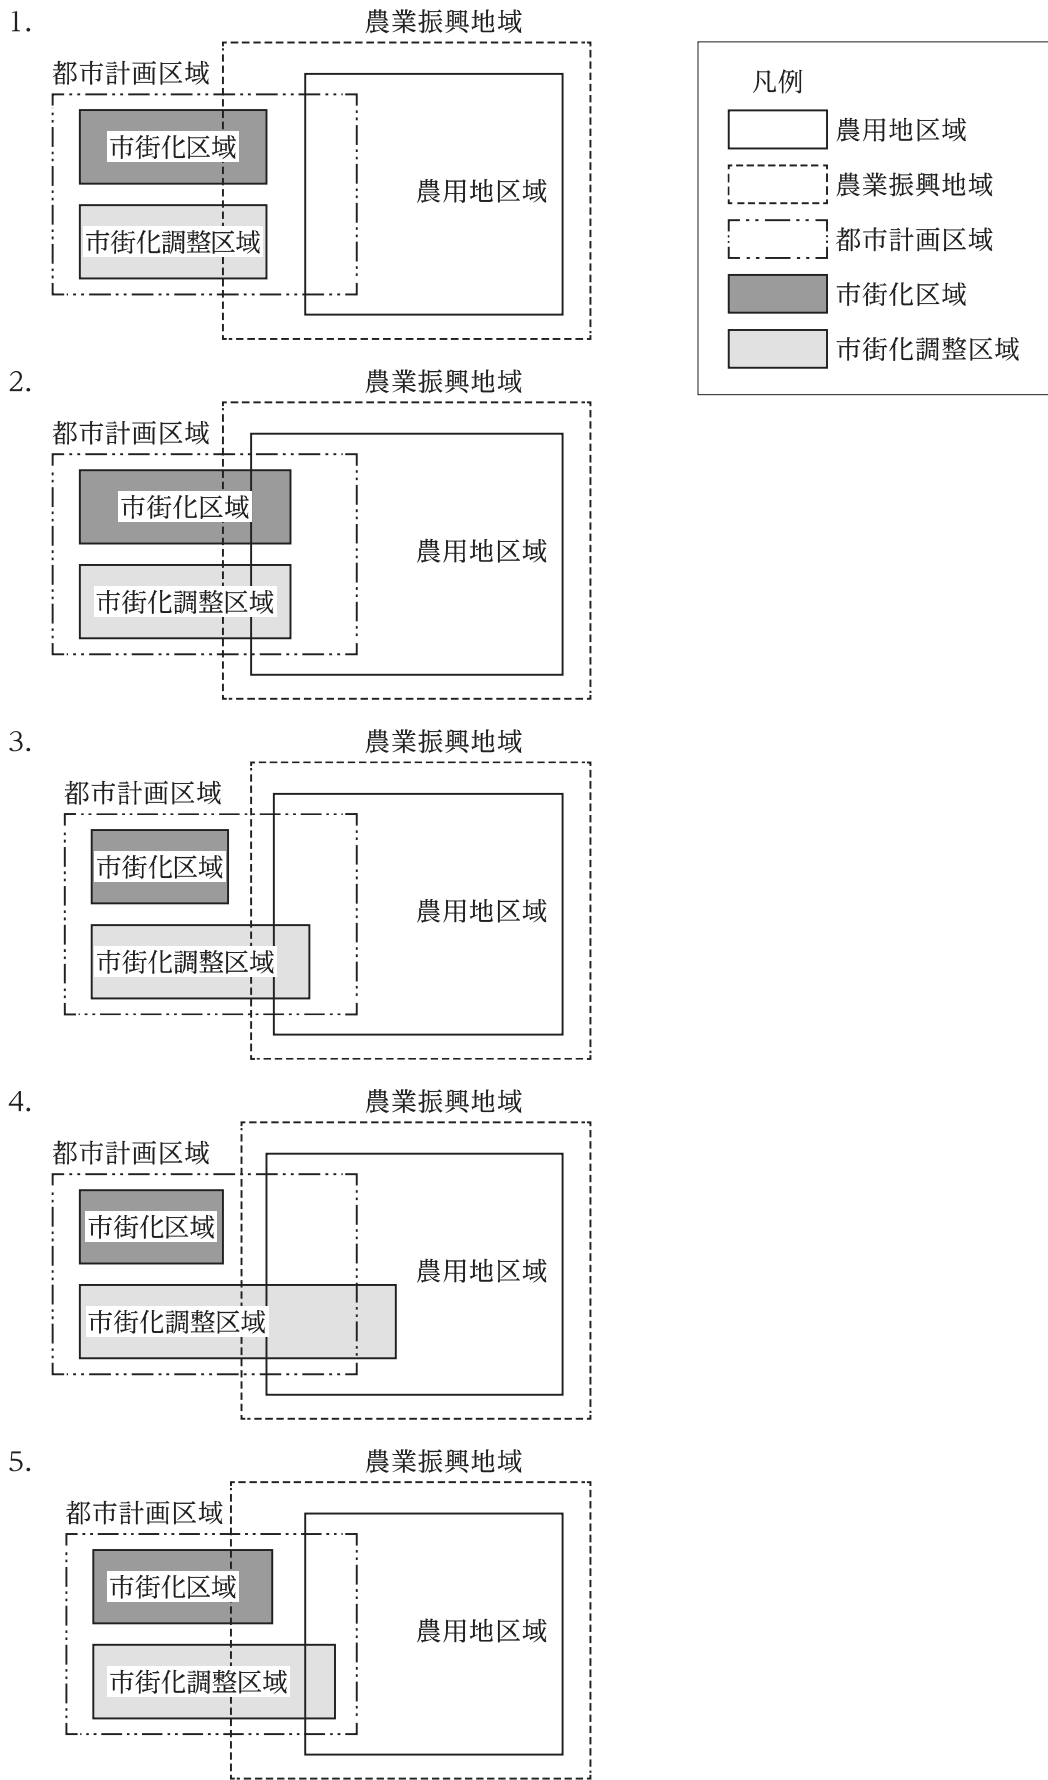 1.
農業振興地域
都市計画区域
市街化区域
市街化調整区域
農用地区域
凡例
農用地区域
農業振興地域
都市計画区域
市街化区域
市街化調整区域
2.
農業振興地域
都市計画区域
市街化区域
市街化調整区域
農用地区域
3.
農業振興地域
都市計画区域
市街化区域
市街化調整区域
農用地区域
4.
農業振興地域
都市計画区域
市街化区域
市街化調整区域
農用地区域
5.
農業振興地域
都市計画区域
市街化区域
市街化調整区域
農用地区域